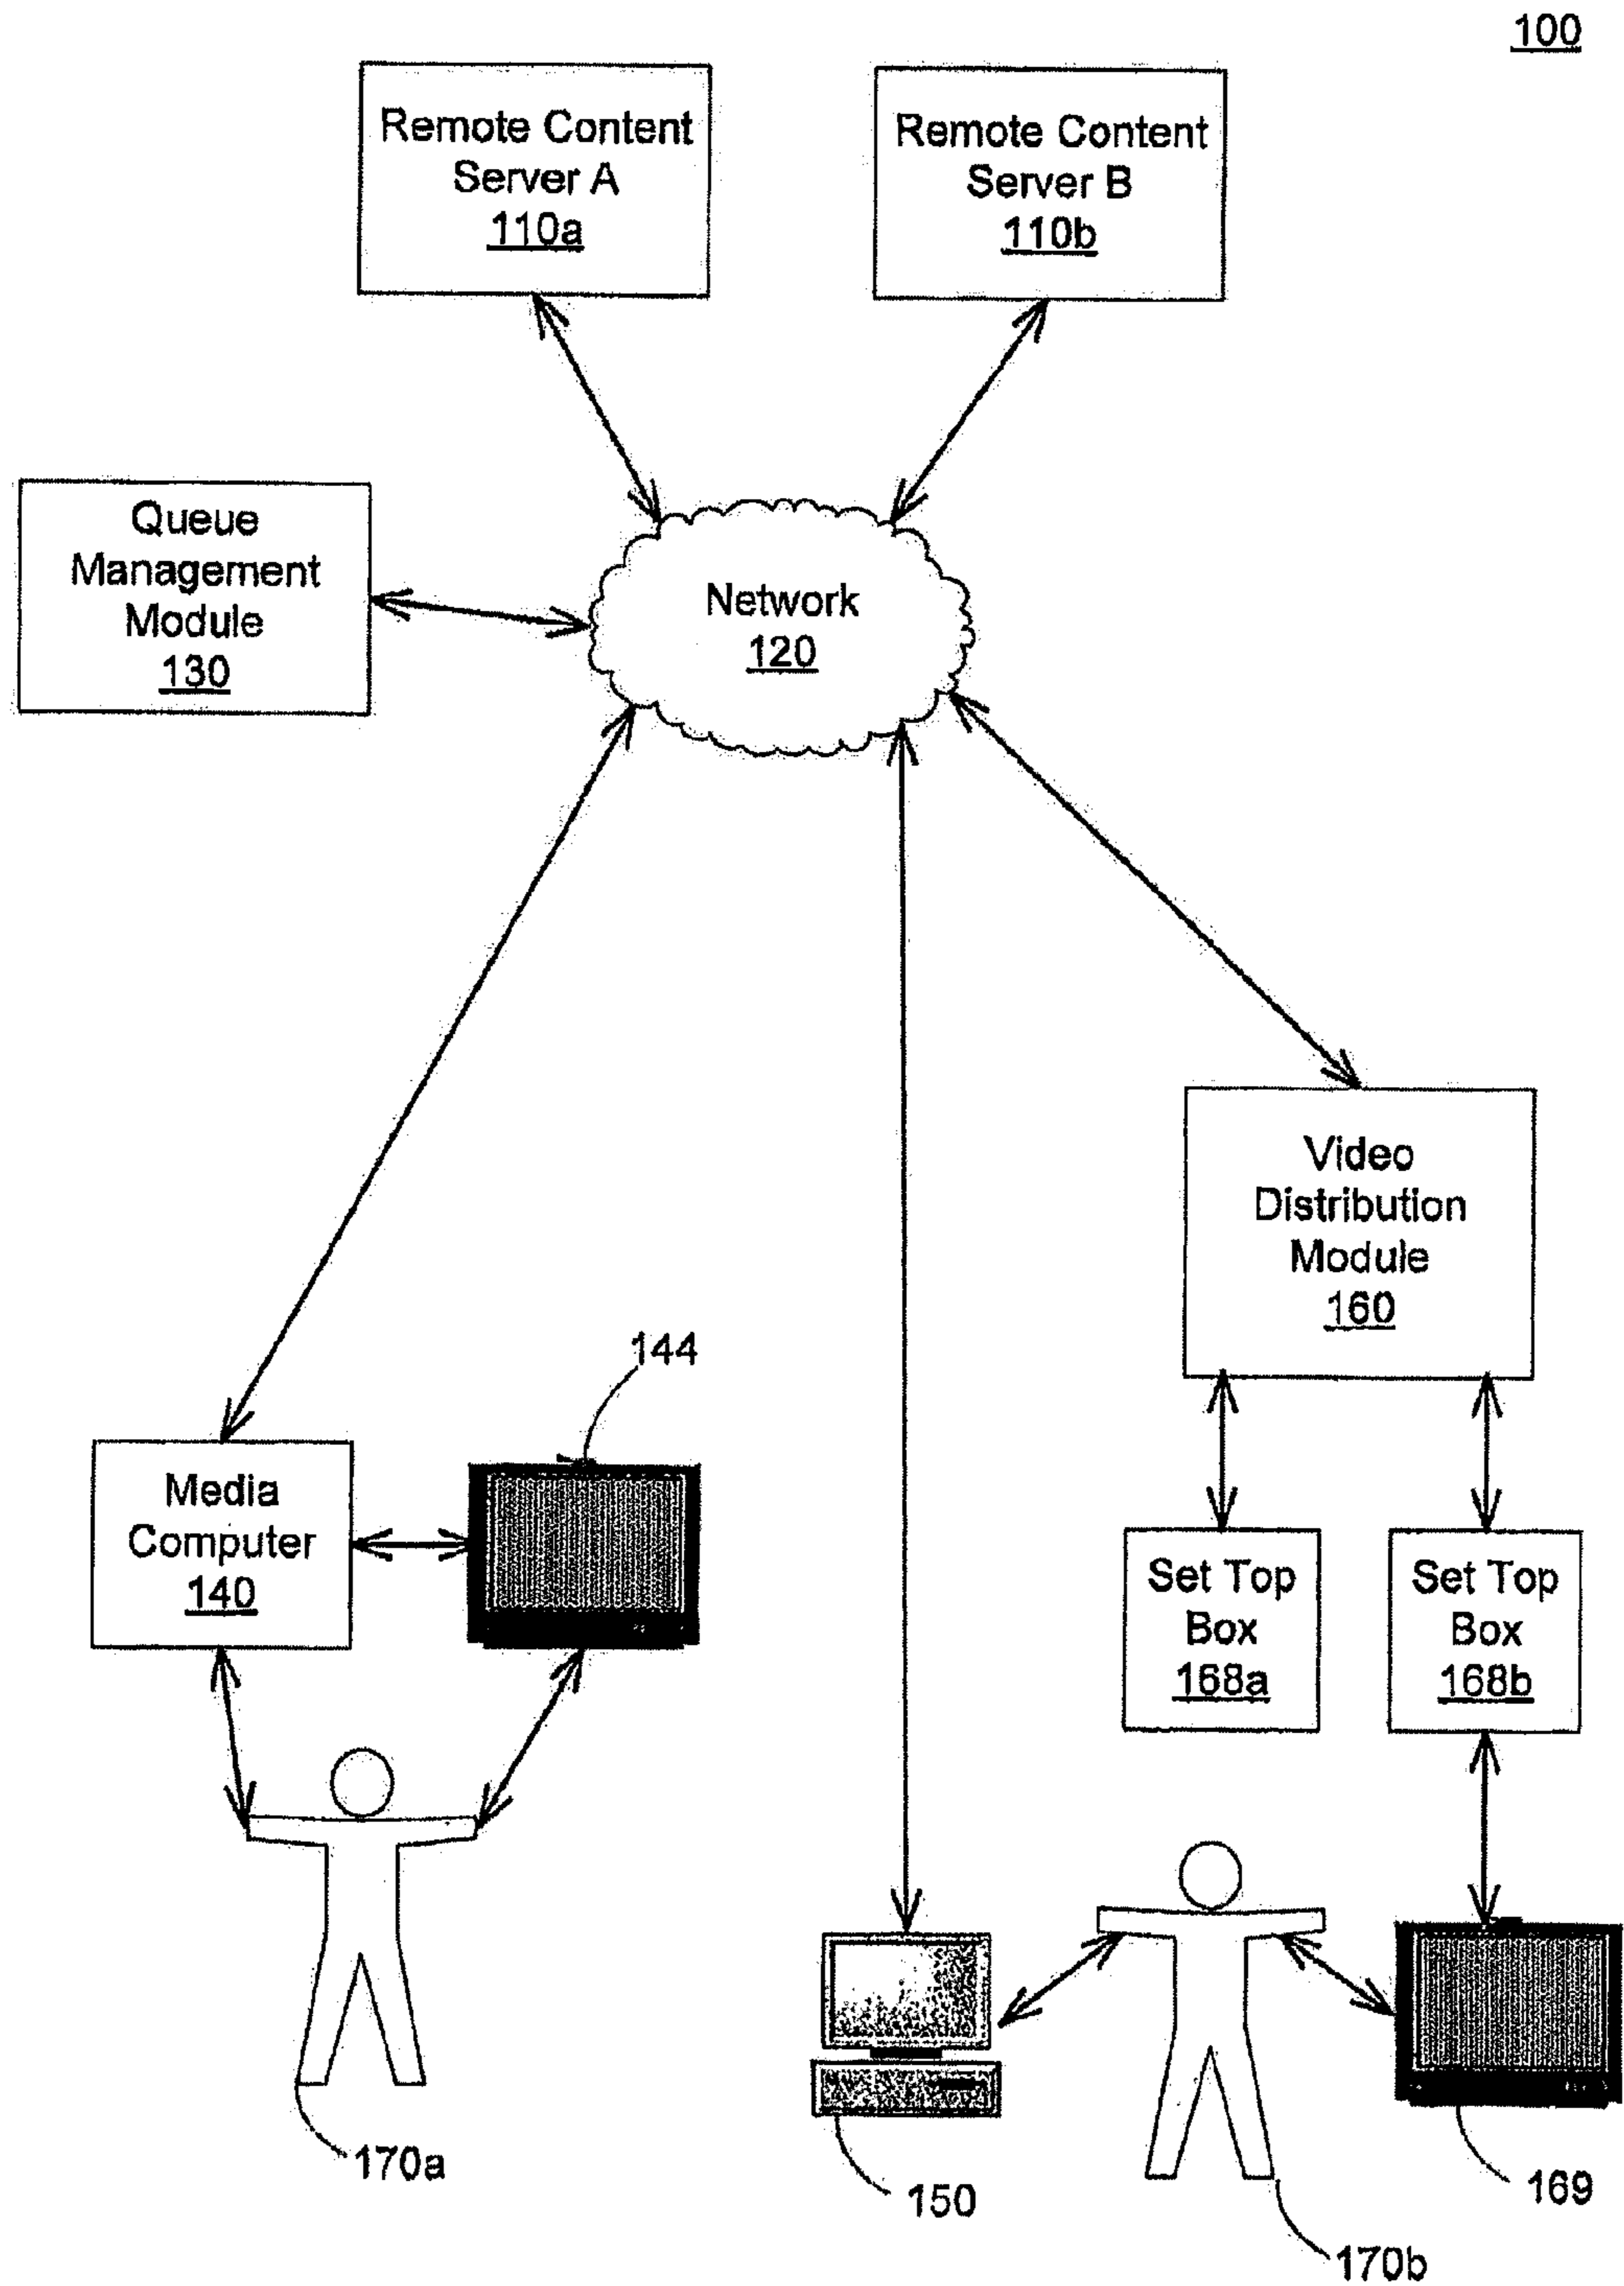 100
Remote Content
Server A
110a
Remote Content
Server B
110b
Queue
Management
Module
130
Network
120
Video
Distribution
Module
160
144
Media
Computer
140
Set Top
Box
168a
Set Top
Box
168b
170a
150
169
170b